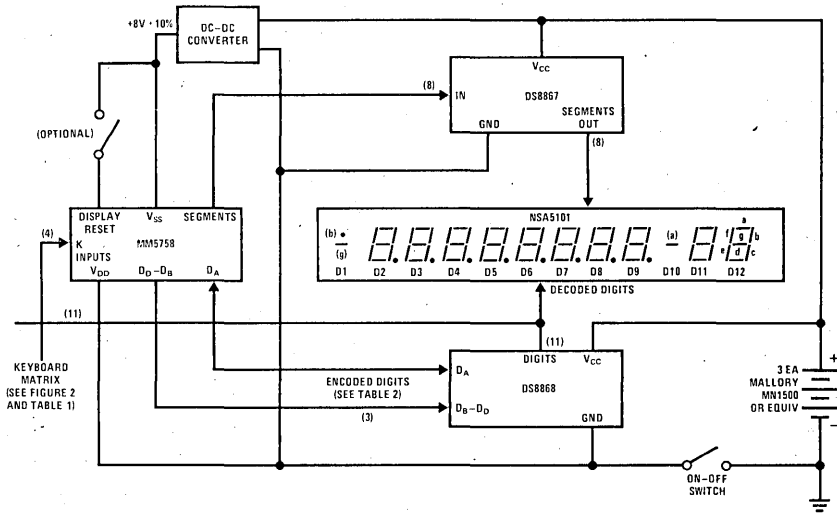 +8V ± 10%
DC–DC
CONVERTER
VCC
(8)
IN
DS8867
GND
SEGMENTS
OUT
(8)
(OPTIONAL)
DISPLAY
RESET
VSS
SEGMENTS
(4)
K
INPUTS
MM5758
VDD
DD–DB
DA
NSA5101
(b)
(g)
(a)
a
f
g
b
e
d
c
D1
D2
D3
D4
D5
D6
D7
D8
D9
D10
D11
D12
DECODED DIGITS
(11)
(11)
KEYBOARD
MATRIX
(SEE FIGURE 2
AND TABLE 1)
ENCODED DIGITS
(SEE TABLE 2)
(3)
DIGITS
VCC
DA
DS8868
DB–DD
GND
+
3 EA
MALLORY
MN1500
OR EQUIV
–
ON–OFF
SWITCH